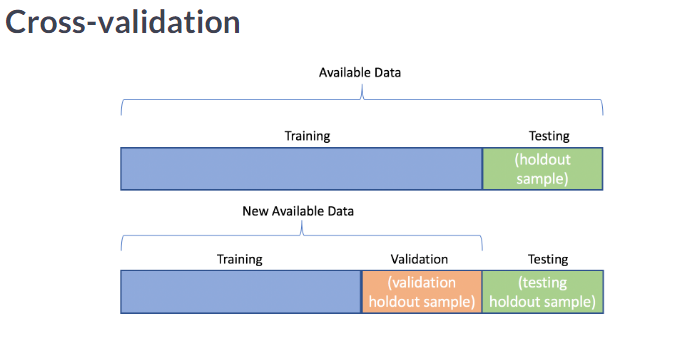 Cross-validation
Available Data
Training
Testing
(holdout
sample)
New Available Data
Training
Validation
Testing
(validation
holdout sample)
(testing
holdout sample)